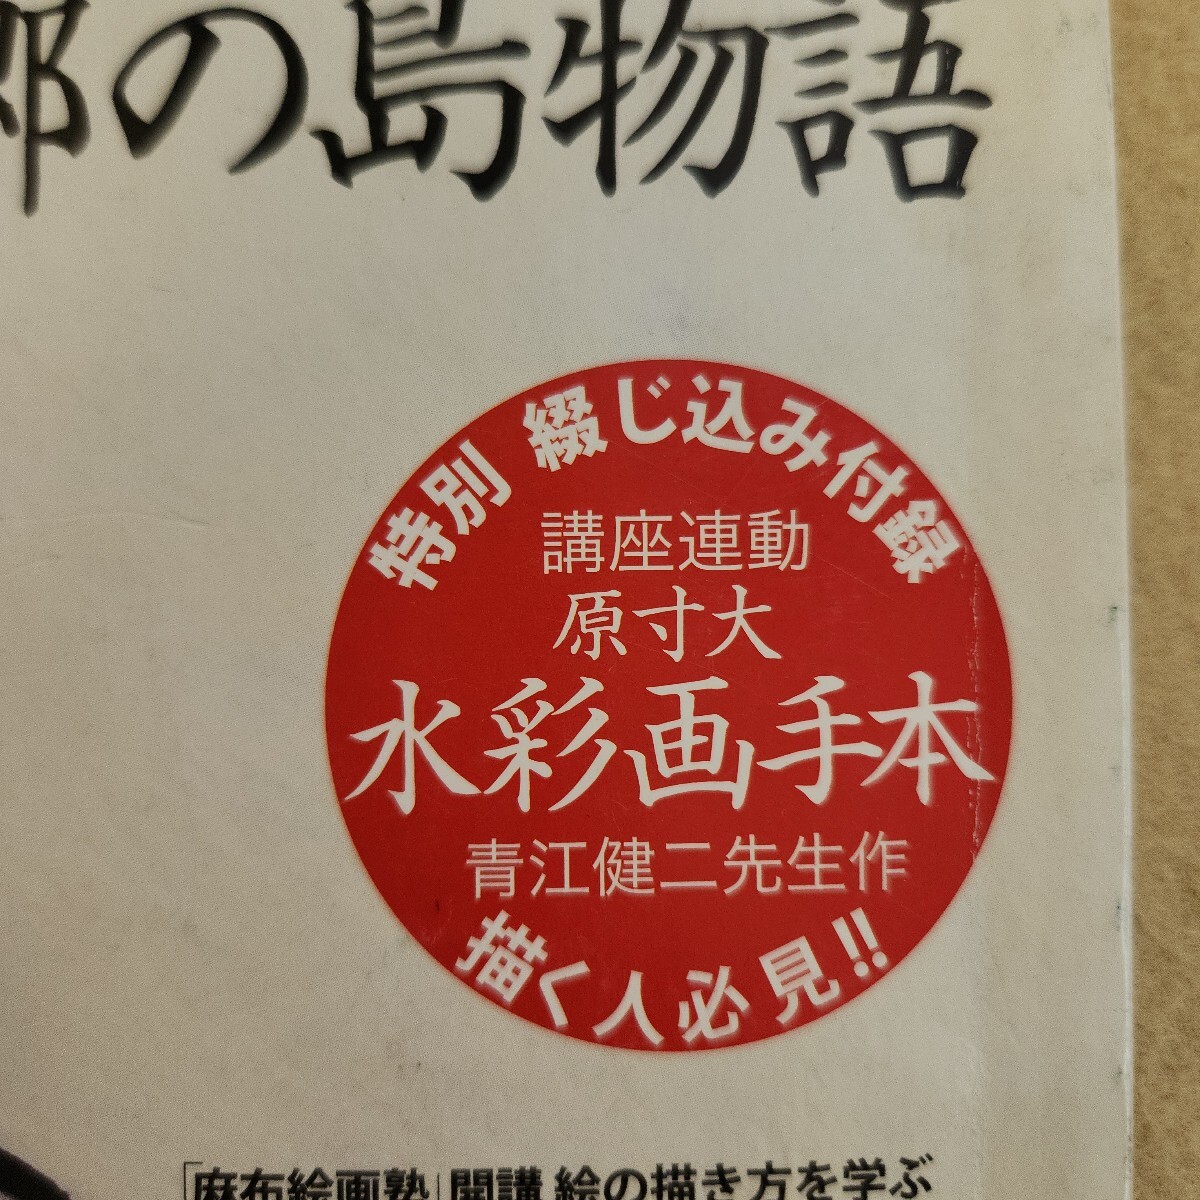 の島物語
特別 綴じ込み付録
講座連動
原寸大
水彩画手本
青江健二先生作
描く人必見!!
「麻布絵画塾」開講 絵の描き方を学ぶ